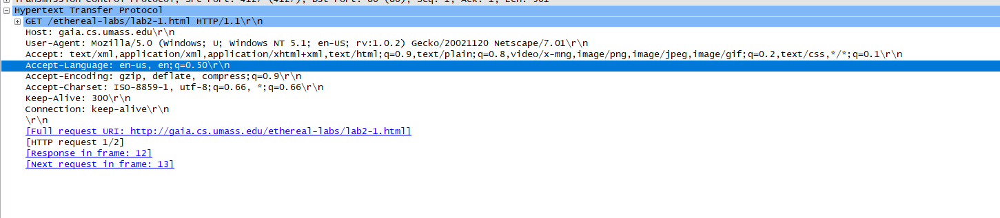 Transmission Control Protocol, Src Port: 4127 (4127), Dst Port: 80 (80), Seq: 1, Ack: 1, Len: 501
Hypertext Transfer Protocol
GET /ethereal-labs/lab2-1.html HTTP/1.1\r\n
Host: gaia.cs.umass.edu\r\n
User-Agent: Mozilla/5.0 (Windows; U; Windows NT 5.1; en-US; rv:1.0.2) Gecko/20021120 Netscape/7.01\r\n
Accept: text/xml,application/xml,application/xhtml+xml,text/html;q=0.9,text/plain;q=0.8,video/x-mng,image/png,image/jpeg,image/gif;q=0.2,text/css,*/*;q=0.1\r\n
Accept-Language: en-us, en;q=0.50\r\n
Accept-Encoding: gzip, deflate, compress;q=0.9\r\n
Accept-Charset: ISO-8859-1, utf-8;q=0.66, *;q=0.66\r\n
Keep-Alive: 300\r\n
Connection: keep-alive\r\n
\r\n
[Full request URI: http://gaia.cs.umass.edu/ethereal-labs/lab2-1.html]
[HTTP request 1/2]
[Response in frame: 12]
[Next request in frame: 13]